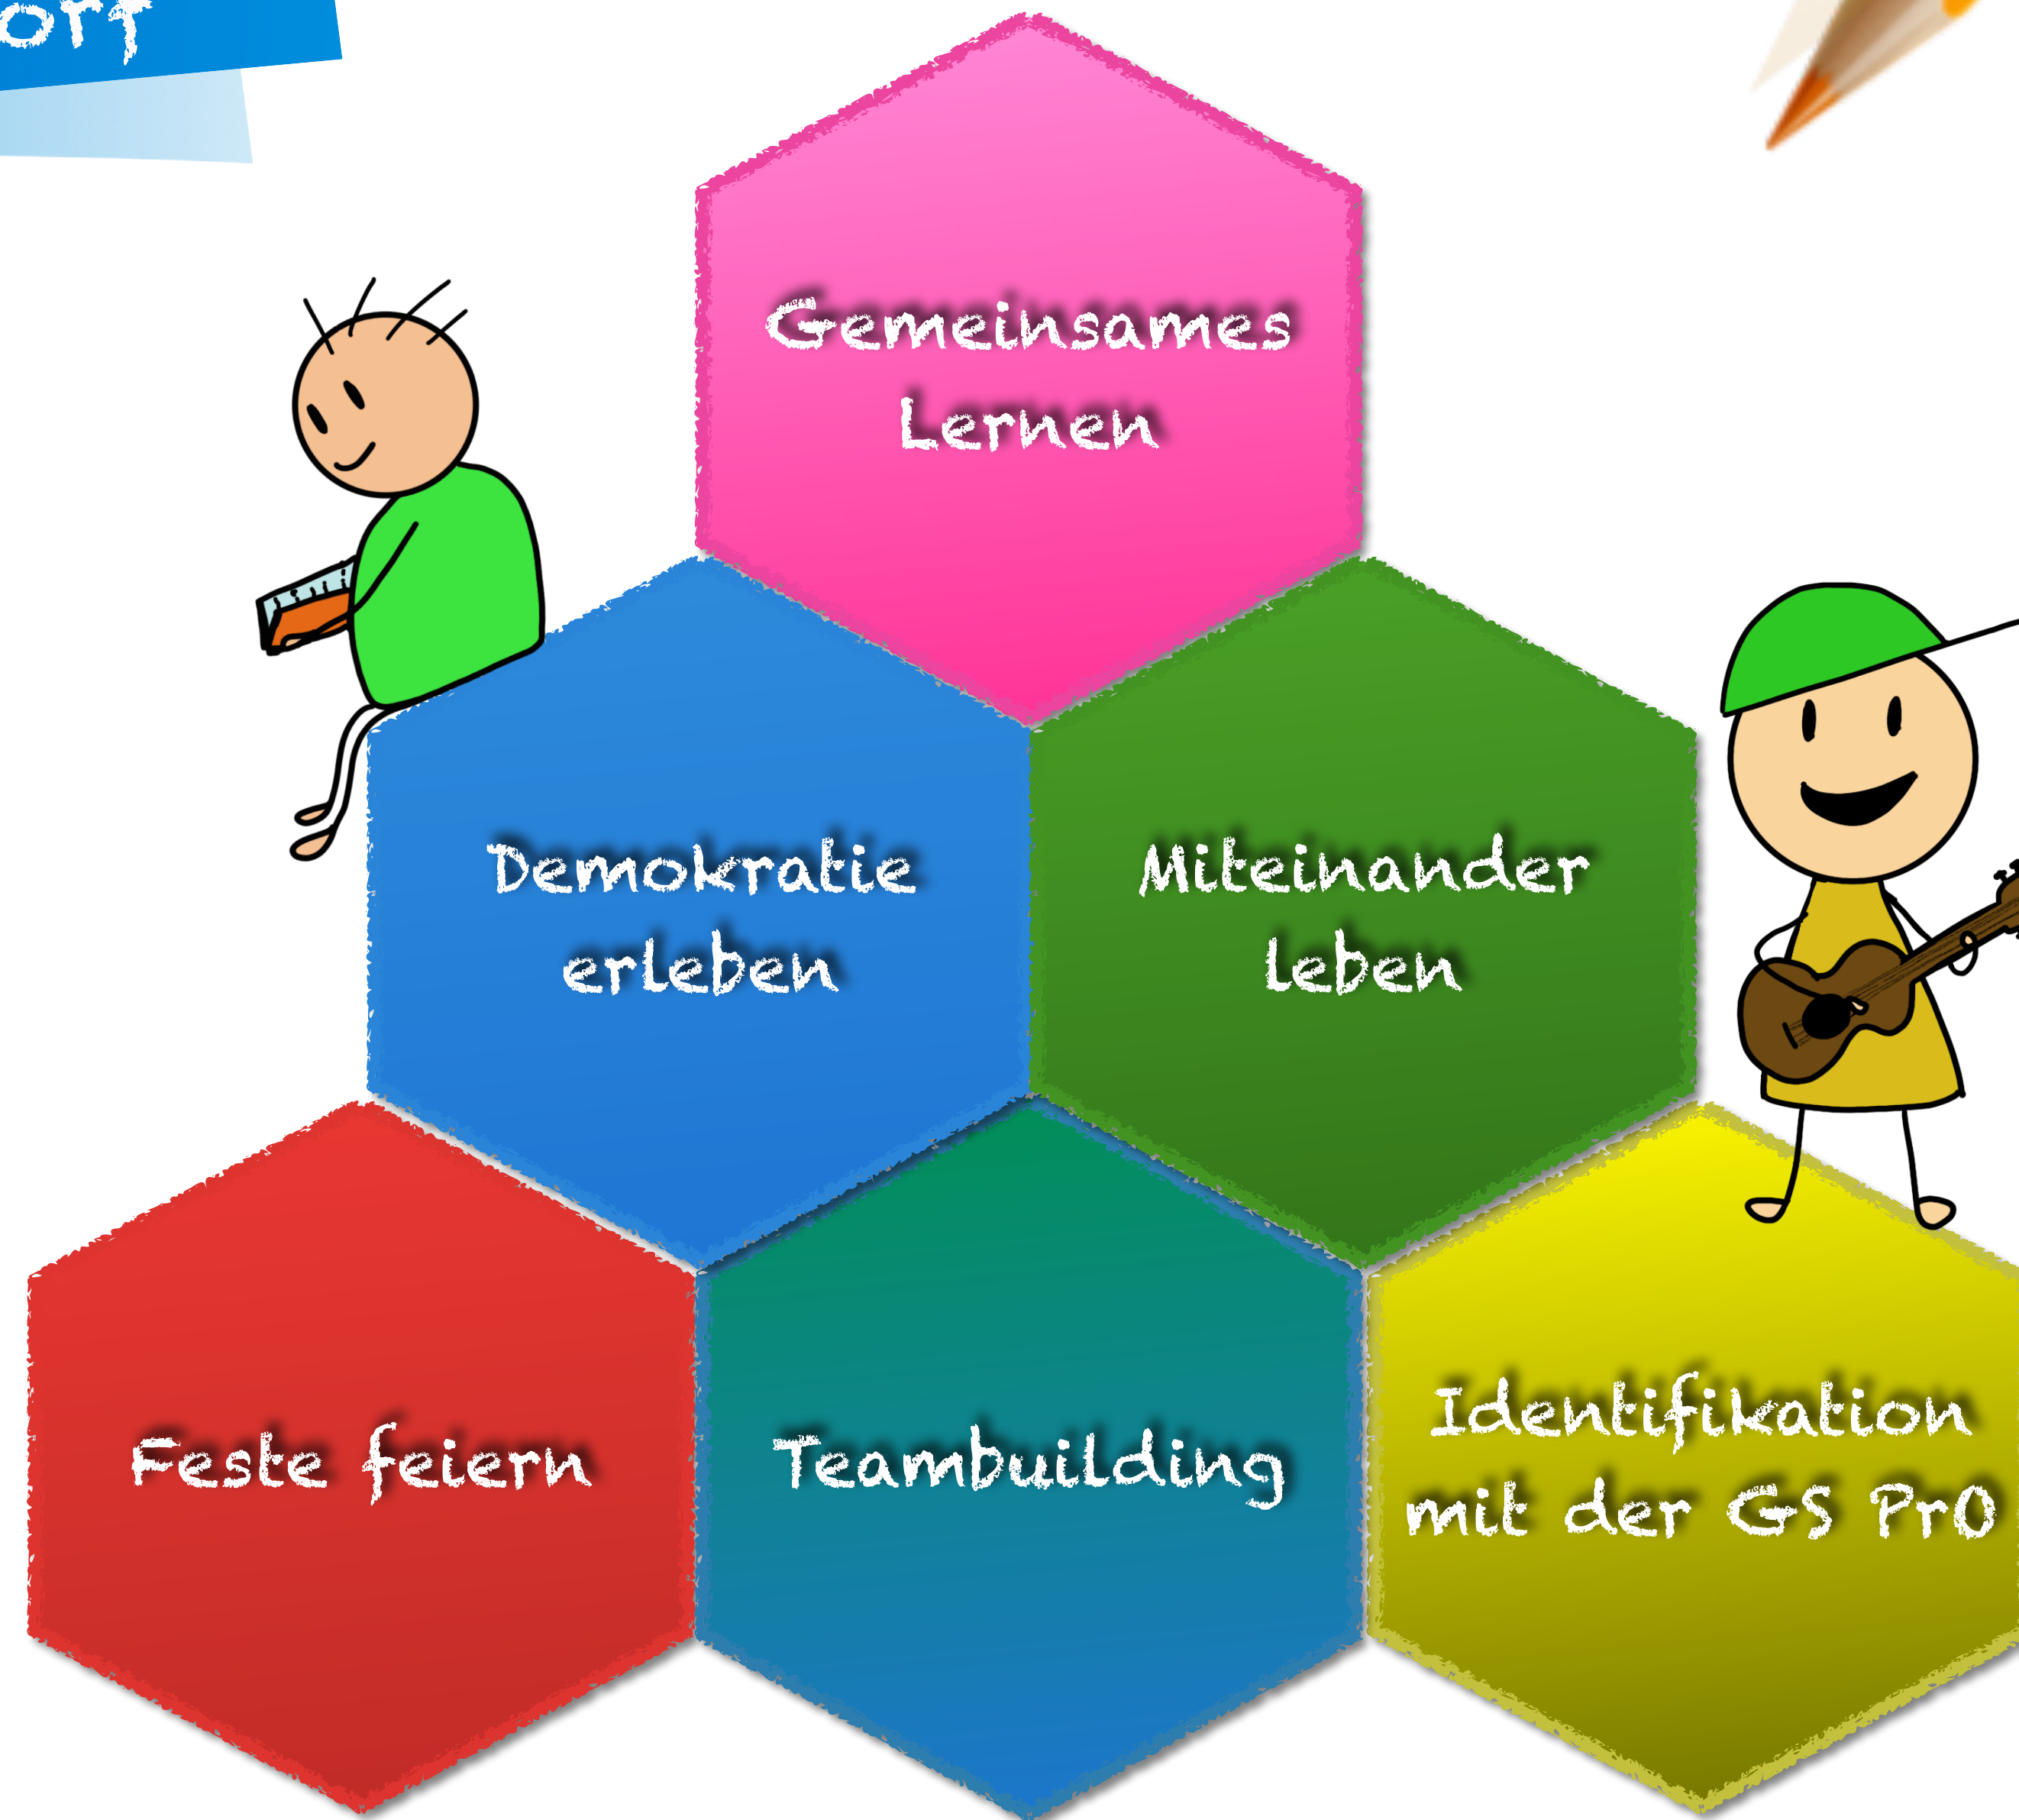 Gemeinsames
Lernen
Demokratie
erleben
Miteinander
leben
Feste feiern
Teambuilding
Identifikation
mit der GS PrO